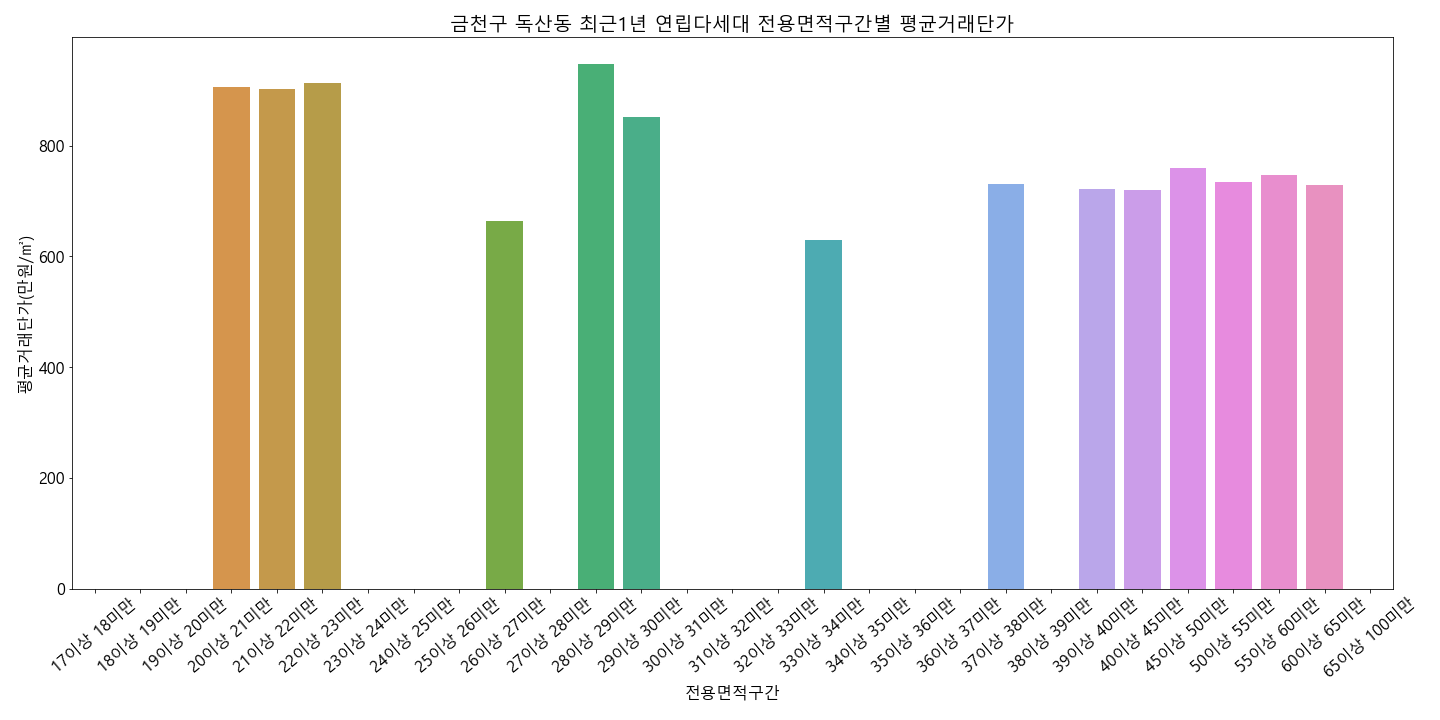 금천구 독산동 최근1년 연립다세대 전용면적구간별 평균거래단가
평균거래단가(만원/㎡)
800
600
400
200
0
17이상 18미만
18이상 19미만
19이상 20미만
20이상 21미만
21이상 22미만
22이상 23미만
23이상 24미만
24이상 25미만
25이상 26미만
26이상 27미만
27이상 28미만
28이상 29미만
29이상 30미만
30이상 31미만
31이상 32미만
32이상 33미만
33이상 34미만
34이상 35미만
35이상 36미만
36이상 37미만
37이상 38미만
38이상 39미만
39이상 40미만
40이상 45미만
45이상 50미만
50이상 55미만
55이상 60미만
60이상 65미만
65이상 100미만
전용면적구간